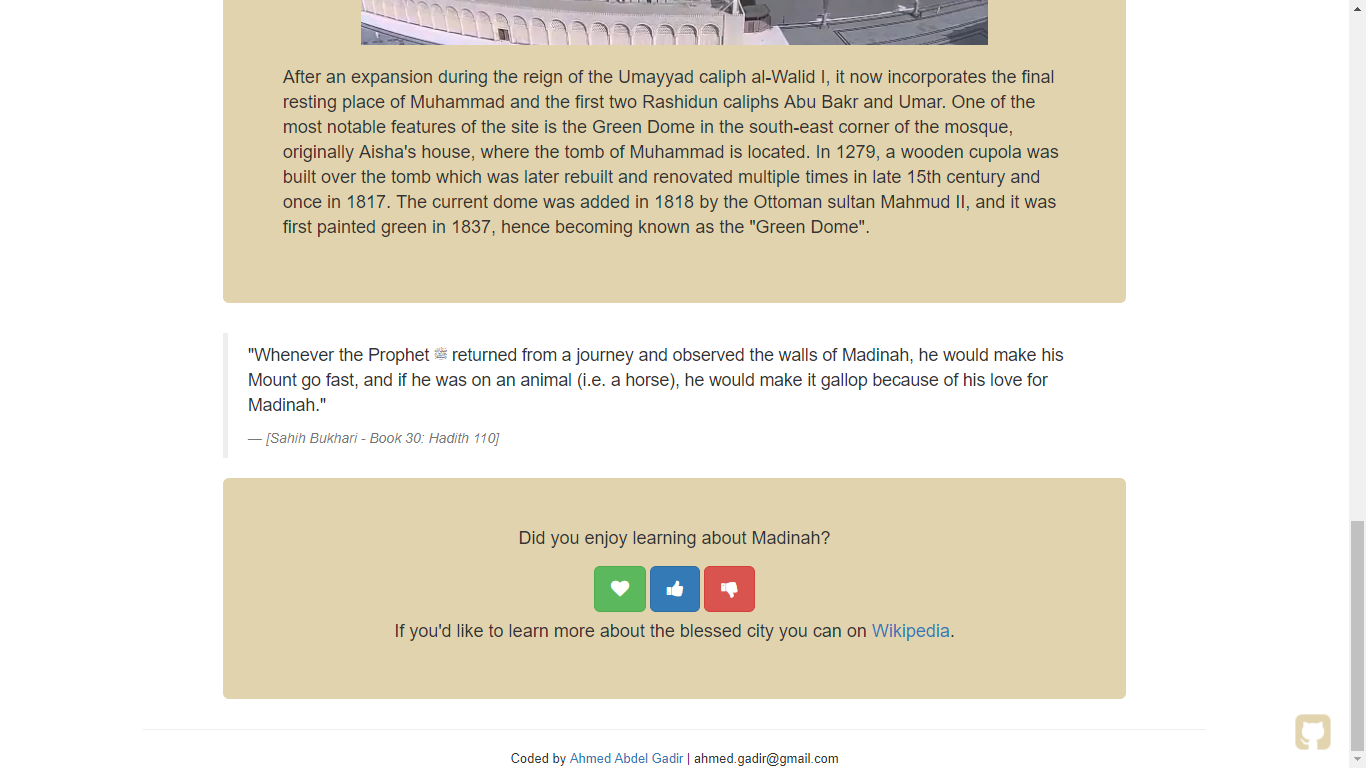 After an expansion during the reign of the Umayyad caliph al-Walid I, it now incorporates the final
resting place of Muhammad and the first two Rashidun caliphs Abu Bakr and Umar. One of the
most notable features of the site is the Green Dome in the south-east corner of the mosque,
originally Aisha's house, where the tomb of Muhammad is located. In 1279, a wooden cupola was
built over the tomb which was later rebuilt and renovated multiple times in late 15th century and
once in 1817. The current dome was added in 1818 by the Ottoman sultan Mahmud II, and it was
first painted green in 1837, hence becoming known as the "Green Dome".
"Whenever the Prophet ﷺ returned from a journey and observed the walls of Madinah, he would make his
Mount go fast, and if he was on an animal (i.e. a horse), he would make it gallop because of his love for
Madinah."
— [Sahih Bukhari - Book 30: Hadith 110]
Did you enjoy learning about Madinah?
If you'd like to learn more about the blessed city you can on Wikipedia.
Coded by Ahmed Abdel Gadir | ahmed.gadir@gmail.com